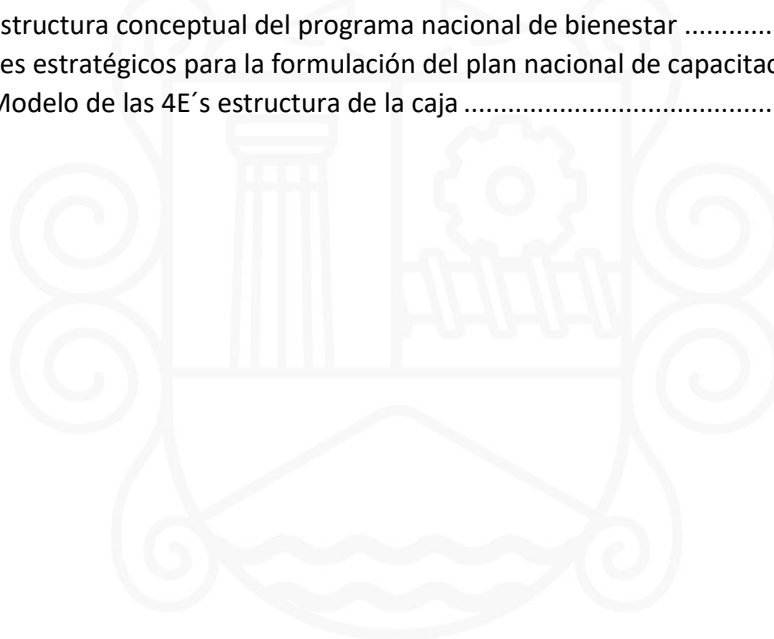 structura conceptual del programa nacional de bienestar ............
es estratégicos para la formulación del plan nacional de capacitac
Modelo de las 4E´s estructura de la caja .....................................